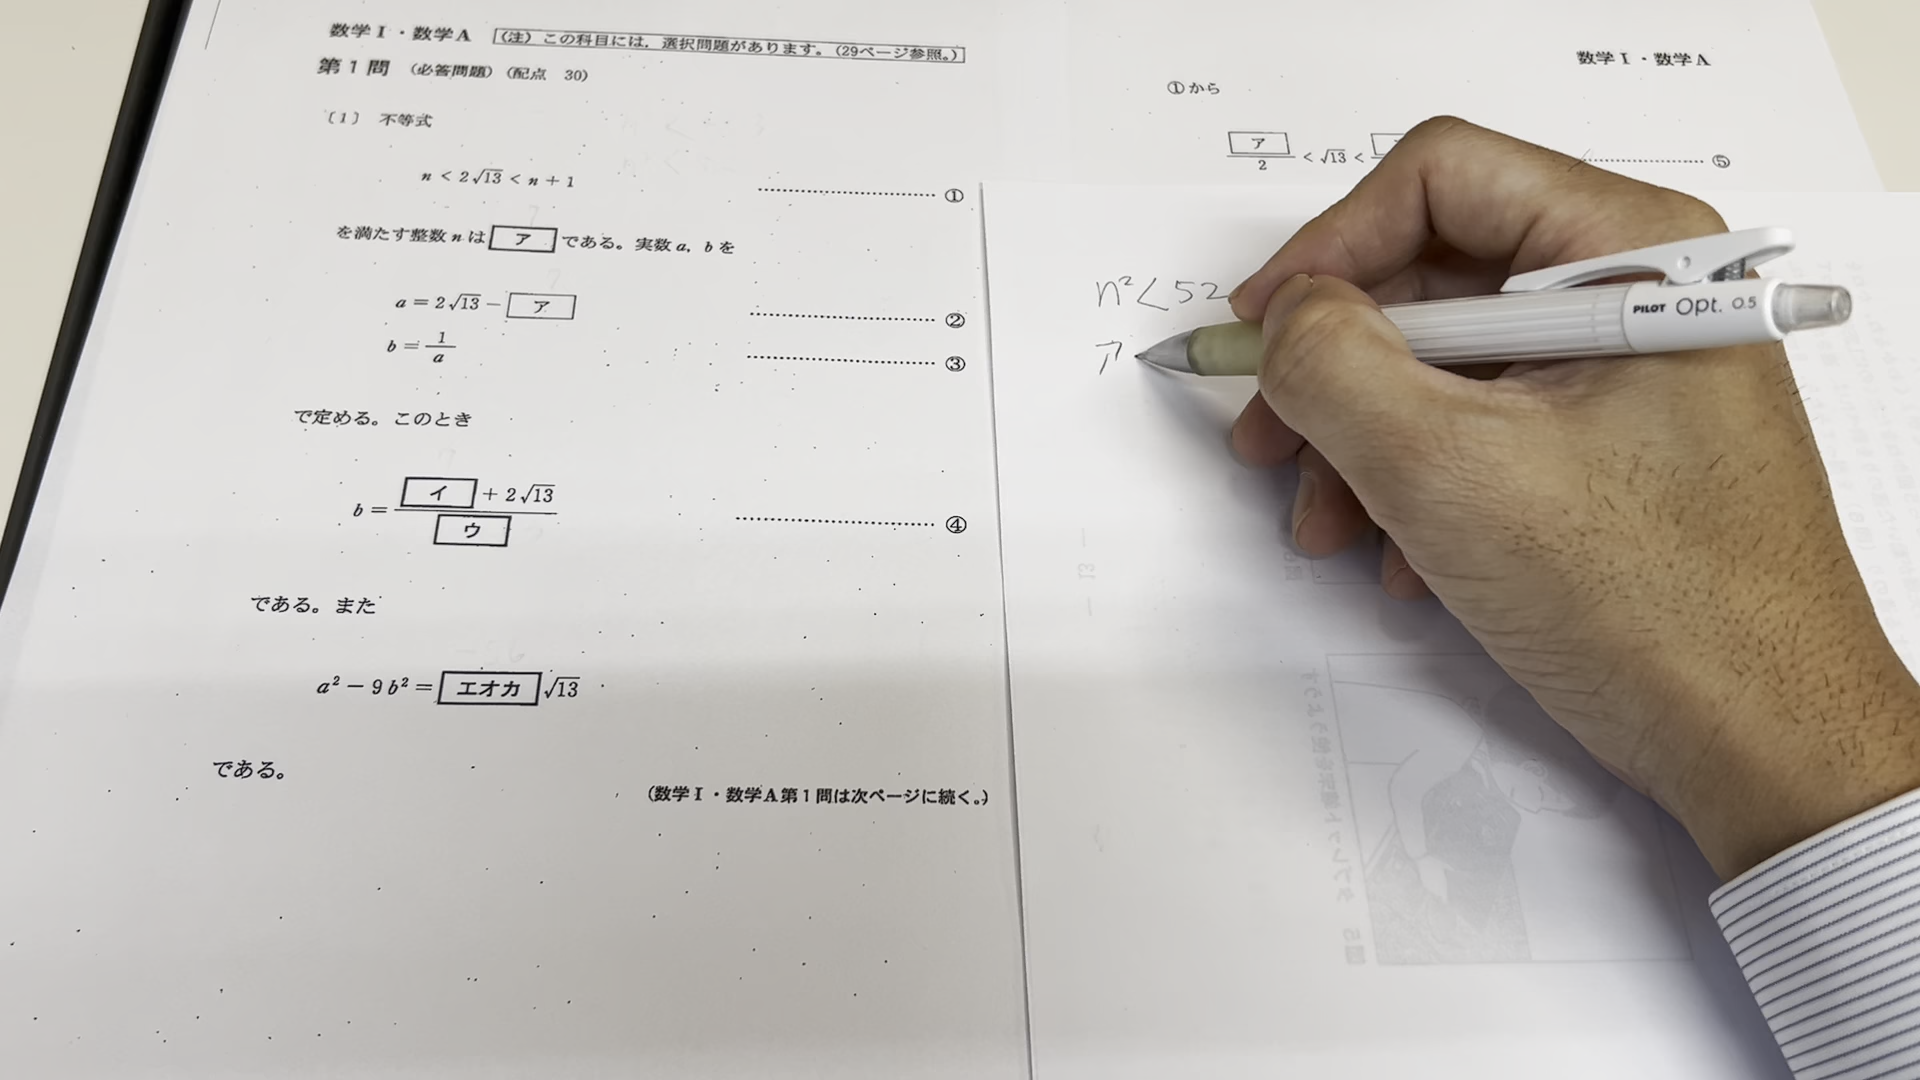 数学Ⅰ・数学A [(注) この科目には,選択問題があります。(29ページ参照。)]
第1問 (必答問題)(配点 30)
〔1〕 不等式
n < 2√13 < n + 1 ………… ①
を満たす整数 n は ア である。実数 a, b を
a = 2√13 − ア ………… ②
b = 1/a ………… ③
で定める。このとき
b = (イ + 2√13)/ウ ………… ④
である。また
a² − 9b² = エオカ √13
である。
(数学Ⅰ・数学A第1問は次ページに続く。)
数学Ⅰ・数学A
①から
ア/2 < √13 < ………… ⑤
n² < 52
ア
PILOT Opt. 0.5
— 13 —